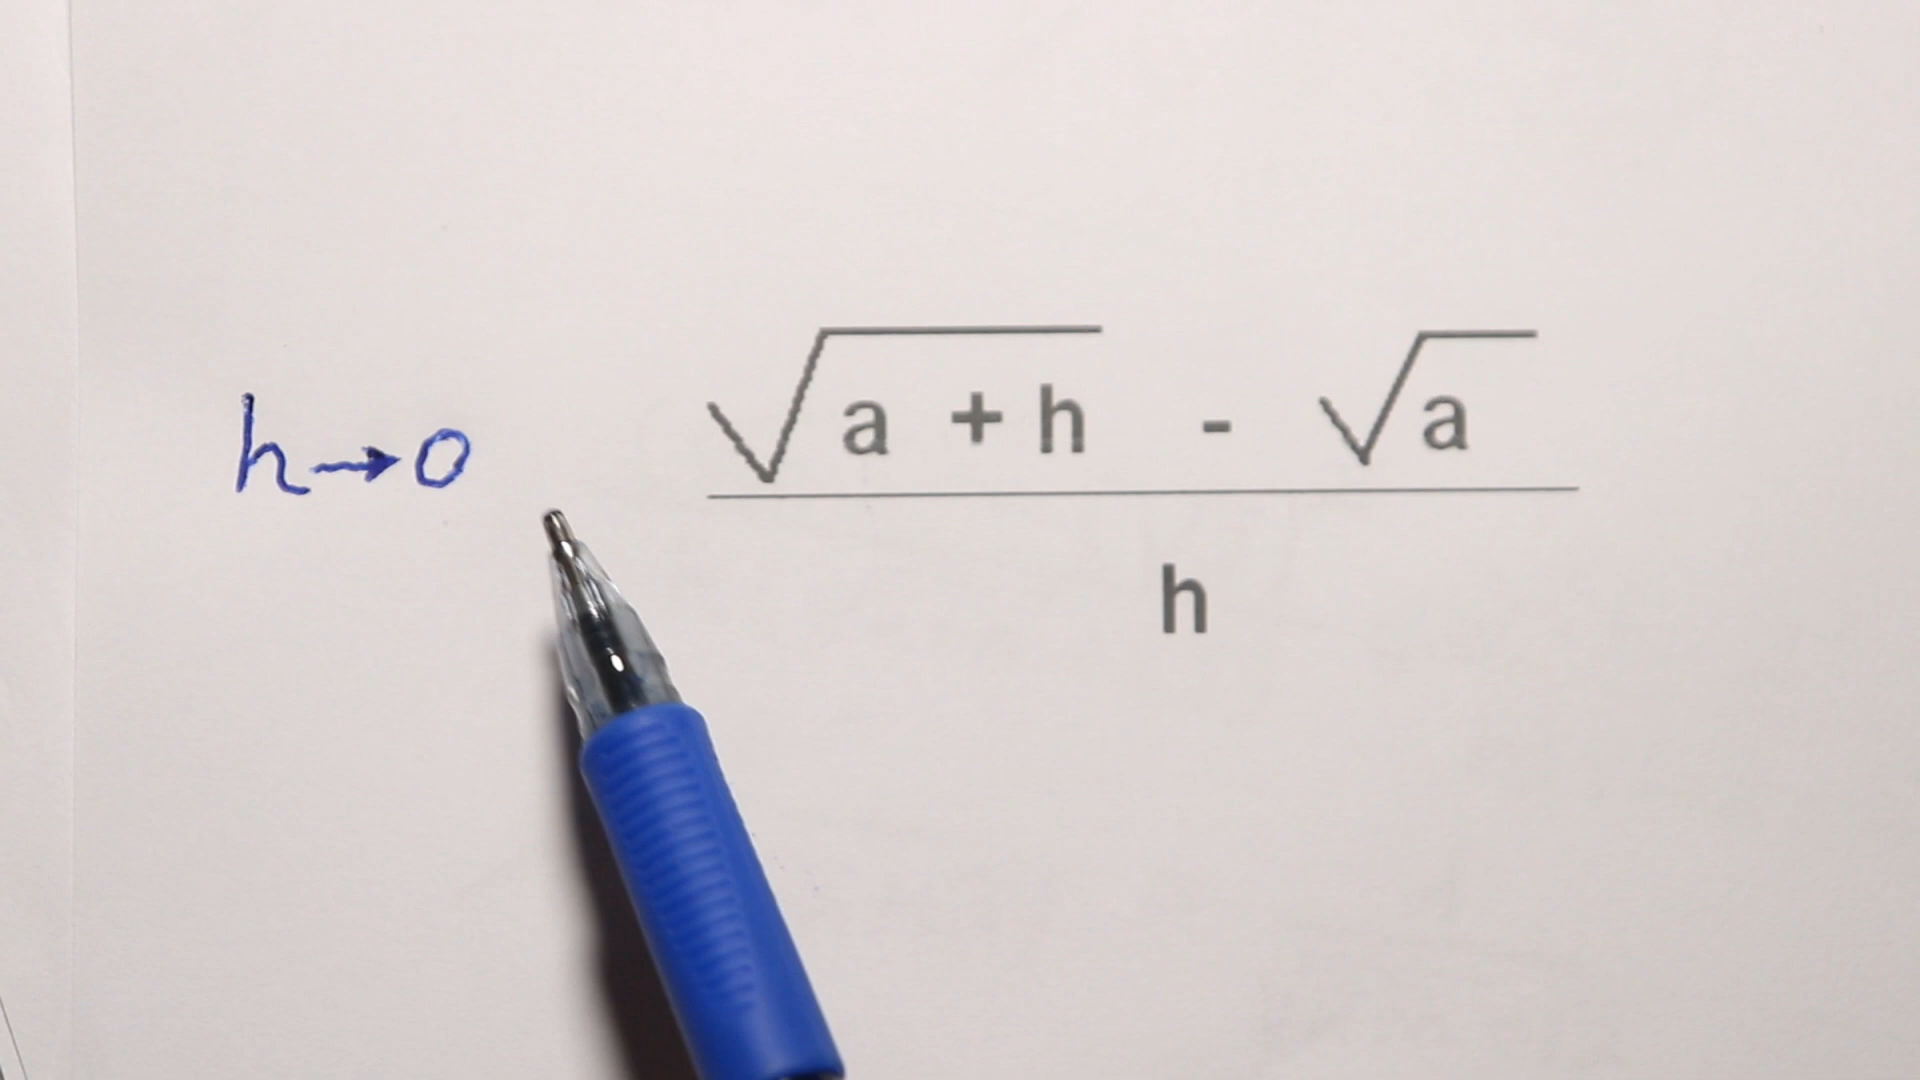 h→0
√a + h - √a
h